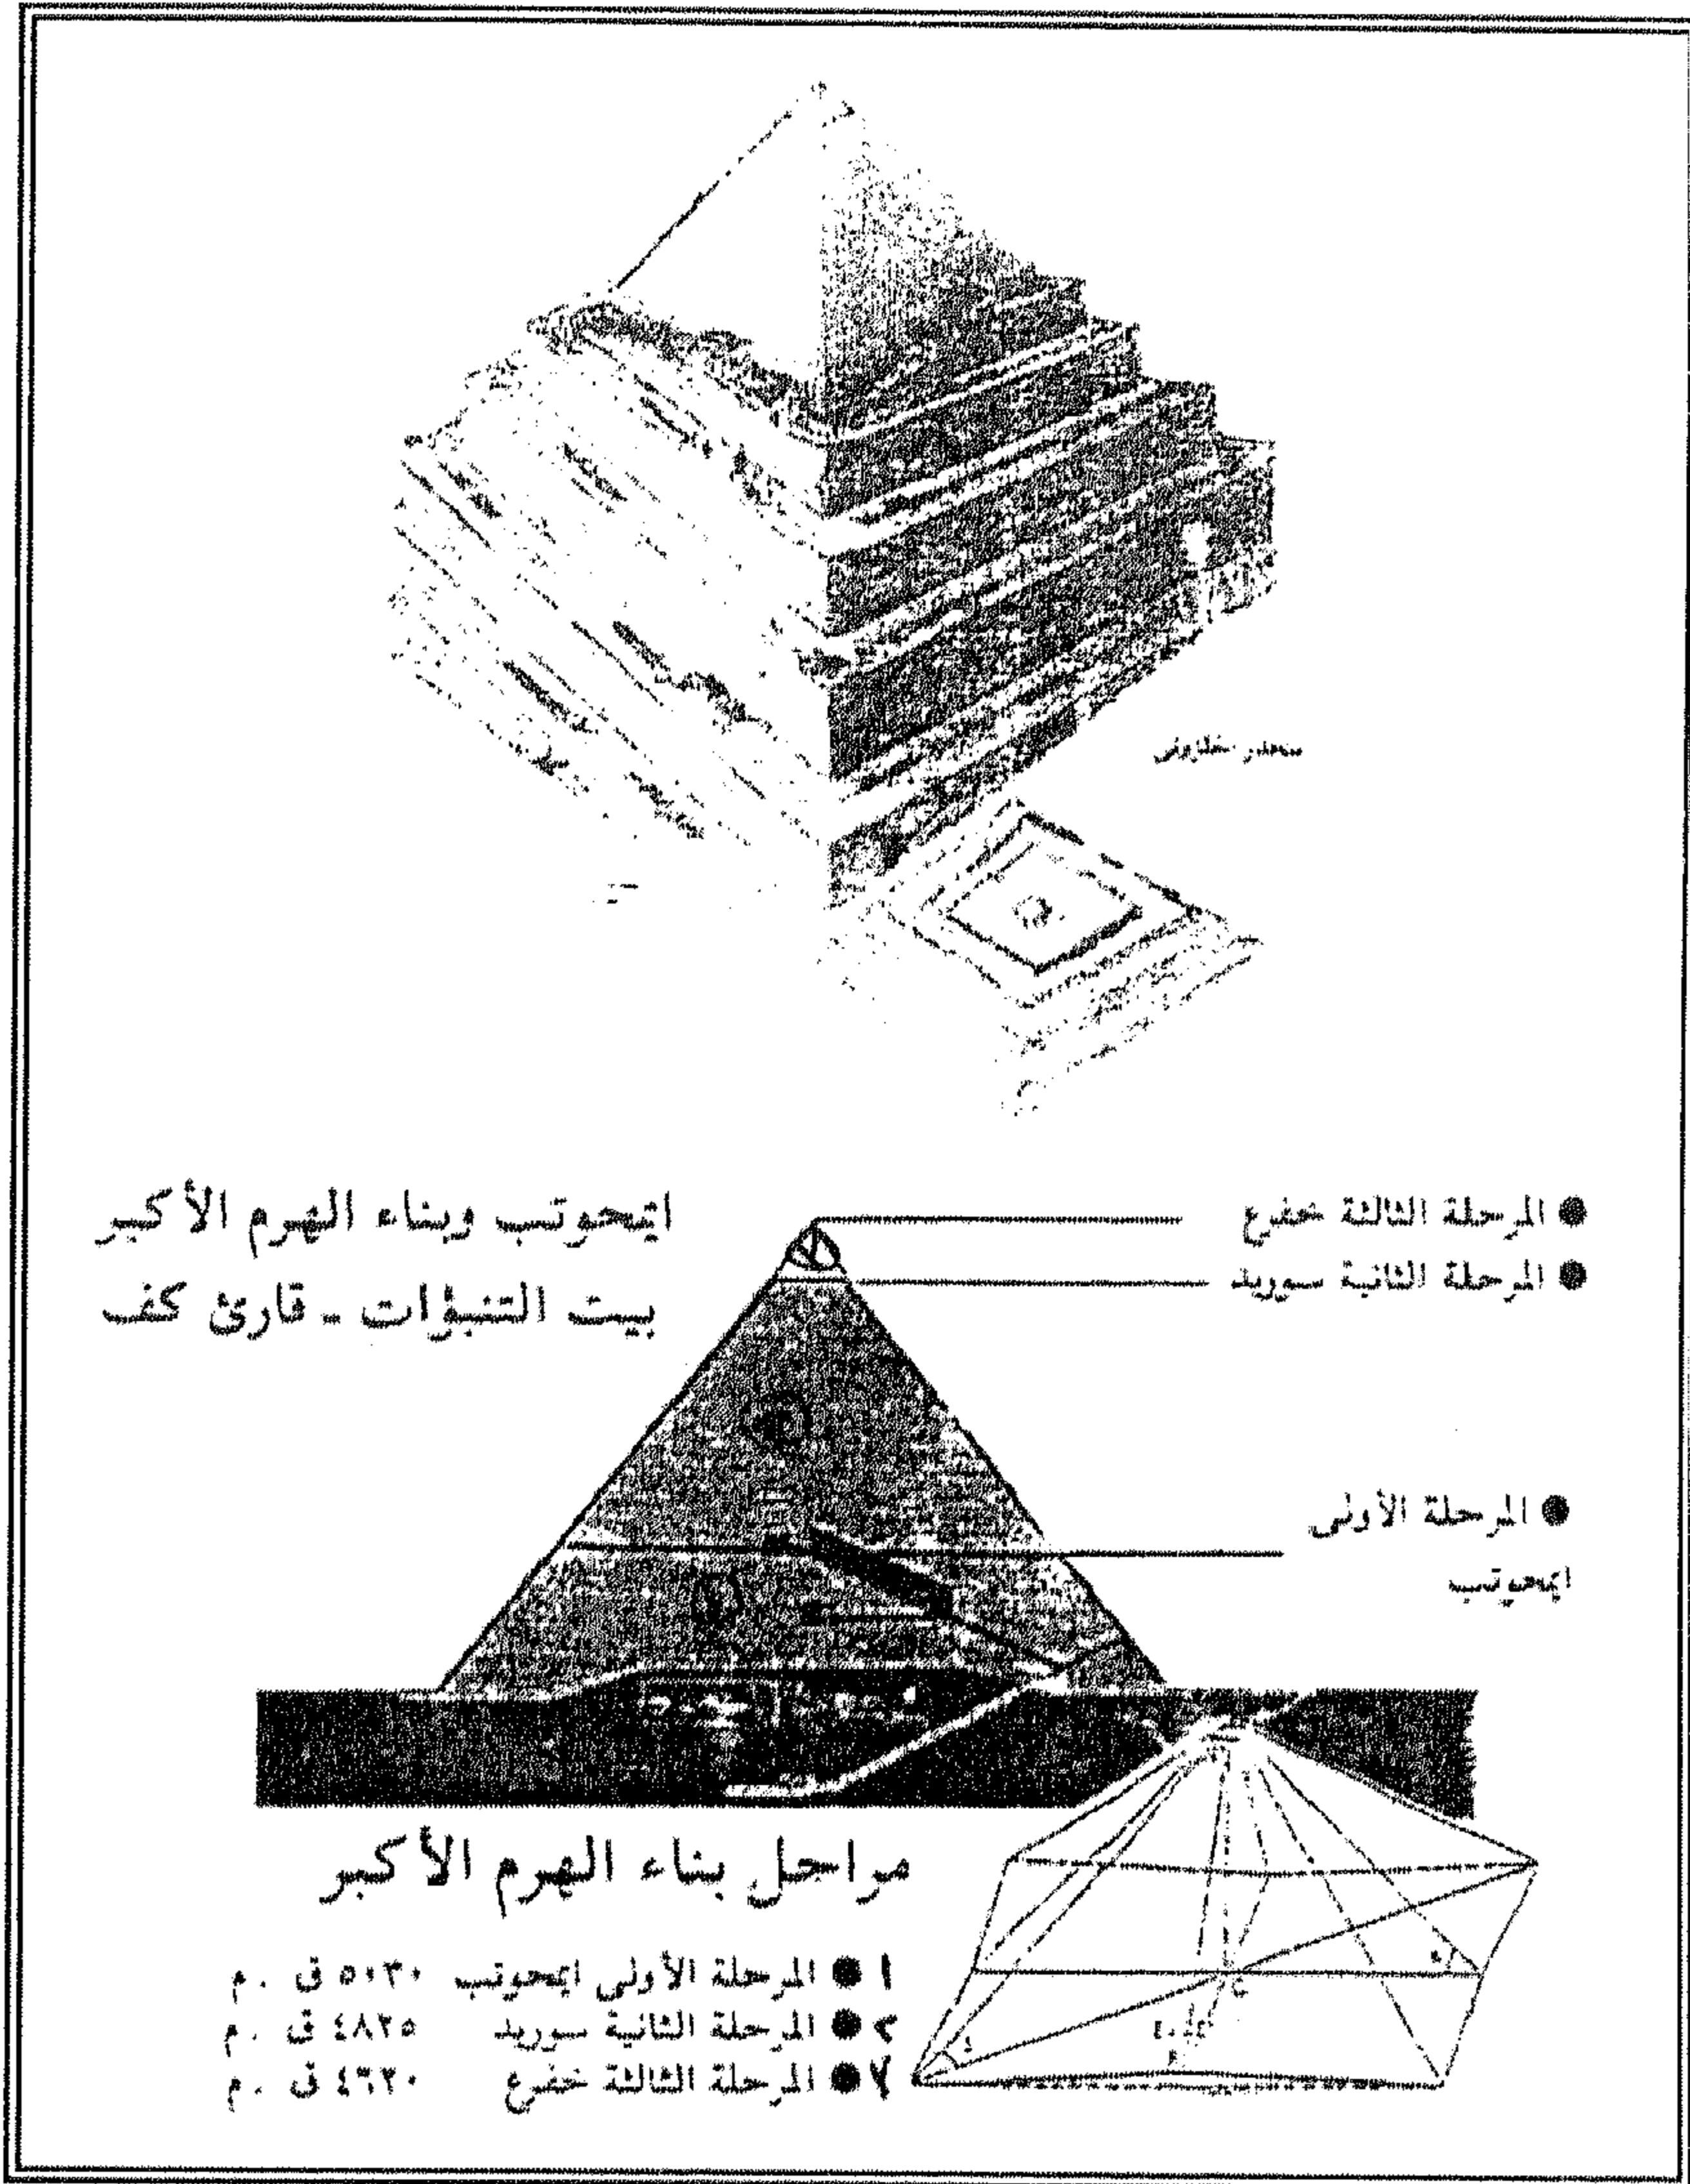 ايمحوتب وبناء الهرم الأكبر
بيت التنبؤات - قارئ كف
● المرحلة الثالثة خفرع
● المرحلة الثانية سوريد
● المرحلة الأولى
ايمحوتب
مراحل بناء الهرم الأكبر
١ ● المرحلة الأولى ايمحوتب ٥٠٣٠ ق . م
٢ ● المرحلة الثانية سوريد ٤٨٢٥ ق . م
٧ ● المرحلة الثالثة خفرع ٤٦٢٠ ق . م